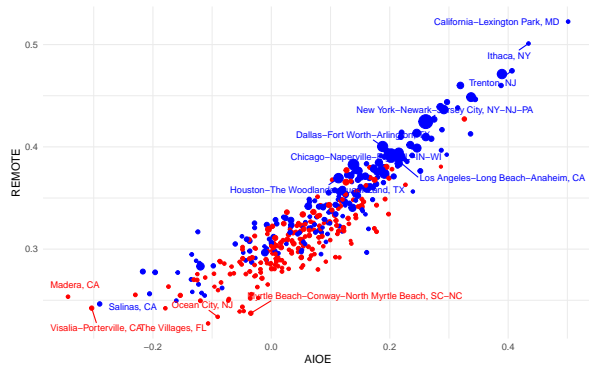 California−Lexington Park, MD
0.5
Ithaca, NY
Trenton, NJ
New York−Newark−Jersey City, NY−NJ−PA
REMOTE
0.4
Dallas−Fort Worth−Arlington, TX
Chicago−Naperville− IN−WI
Los Angeles−Long Beach−Anaheim, CA
Houston−The Woodlands−Sugar Land, TX
0.3
Madera, CA
Salinas, CA
Ocean City, NJ
Myrtle Beach−Conway−North Myrtle Beach, SC−NC
Visalia−Porterville, CA
The Villages, FL
−0.2
0.0
0.2
0.4
AIOE